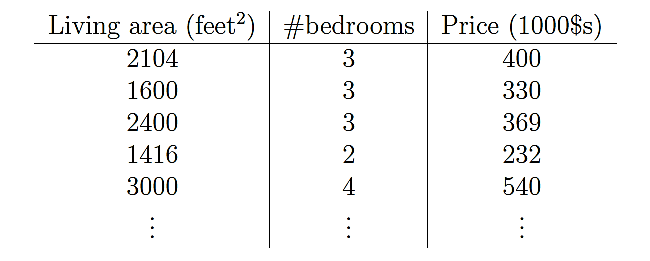 Living area (feet²) #bedrooms Price (1000$s)
2104 3 400
1600 3 330
2400 3 369
1416 2 232
3000 4 540
⋮ ⋮ ⋮